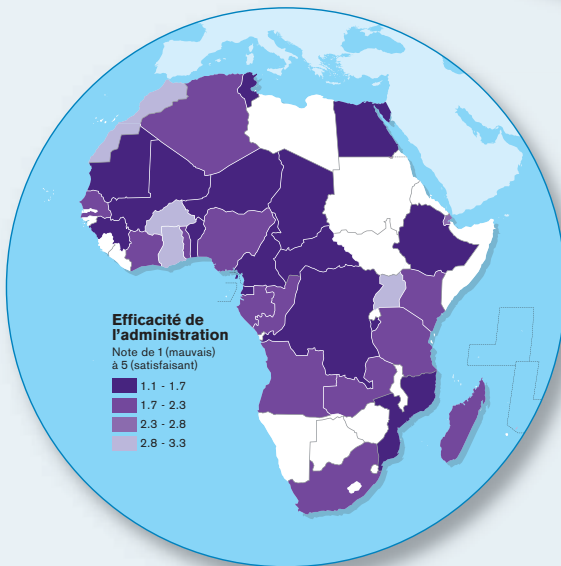 Efficacité de
l'administration
Note de 1 (mauvais)
à 5 (satisfaisant)
1.1 - 1.7
1.7 - 2.3
2.3 - 2.8
2.8 - 3.3